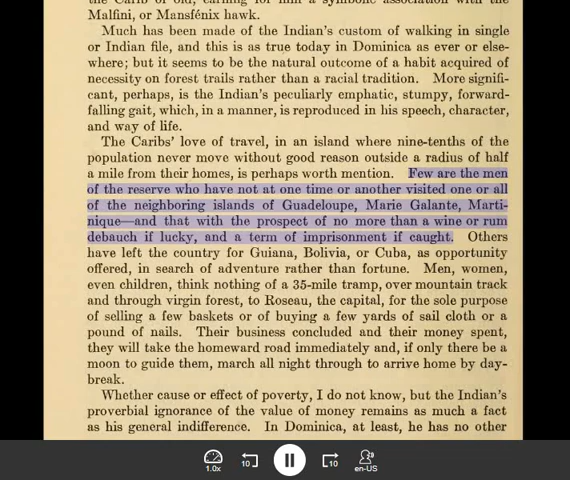 the Carib of old, earning for him a symbolic association with the
Malfini, or Mansfénix hawk.
Much has been made of the Indian's custom of walking in single
or Indian file, and this is as true today in Dominica as ever or else-
where; but it seems to be the natural outcome of a habit acquired of
necessity on forest trails rather than a racial tradition. More signifi-
cant, perhaps, is the Indian's peculiarly emphatic, stumpy, forward-
falling gait, which, in a manner, is reproduced in his speech, character,
and way of life.
The Caribs' love of travel, in an island where nine-tenths of the
population never move without good reason outside a radius of half
a mile from their homes, is perhaps worth mention. Few are the men
of the reserve who have not at one time or another visited one or all
of the neighboring islands of Guadeloupe, Marie Galante, Marti-
nique—and that with the prospect of no more than a wine or rum
debauch if lucky, and a term of imprisonment if caught. Others
have left the country for Guiana, Bolivia, or Cuba, as opportunity
offered, in search of adventure rather than fortune. Men, women,
even children, think nothing of a 35-mile tramp, over mountain track
and through virgin forest, to Roseau, the capital, for the sole purpose
of selling a few baskets or of buying a few yards of sail cloth or a
pound of nails. Their business concluded and their money spent,
they will take the homeward road immediately and, if only there be a
moon to guide them, march all night through to arrive home by day-
break.
Whether cause or effect of poverty, I do not know, but the Indian's
proverbial ignorance of the value of money remains as much a fact
as his general indifference. In Dominica, at least, he has no other
1.0x 10 10 en-US